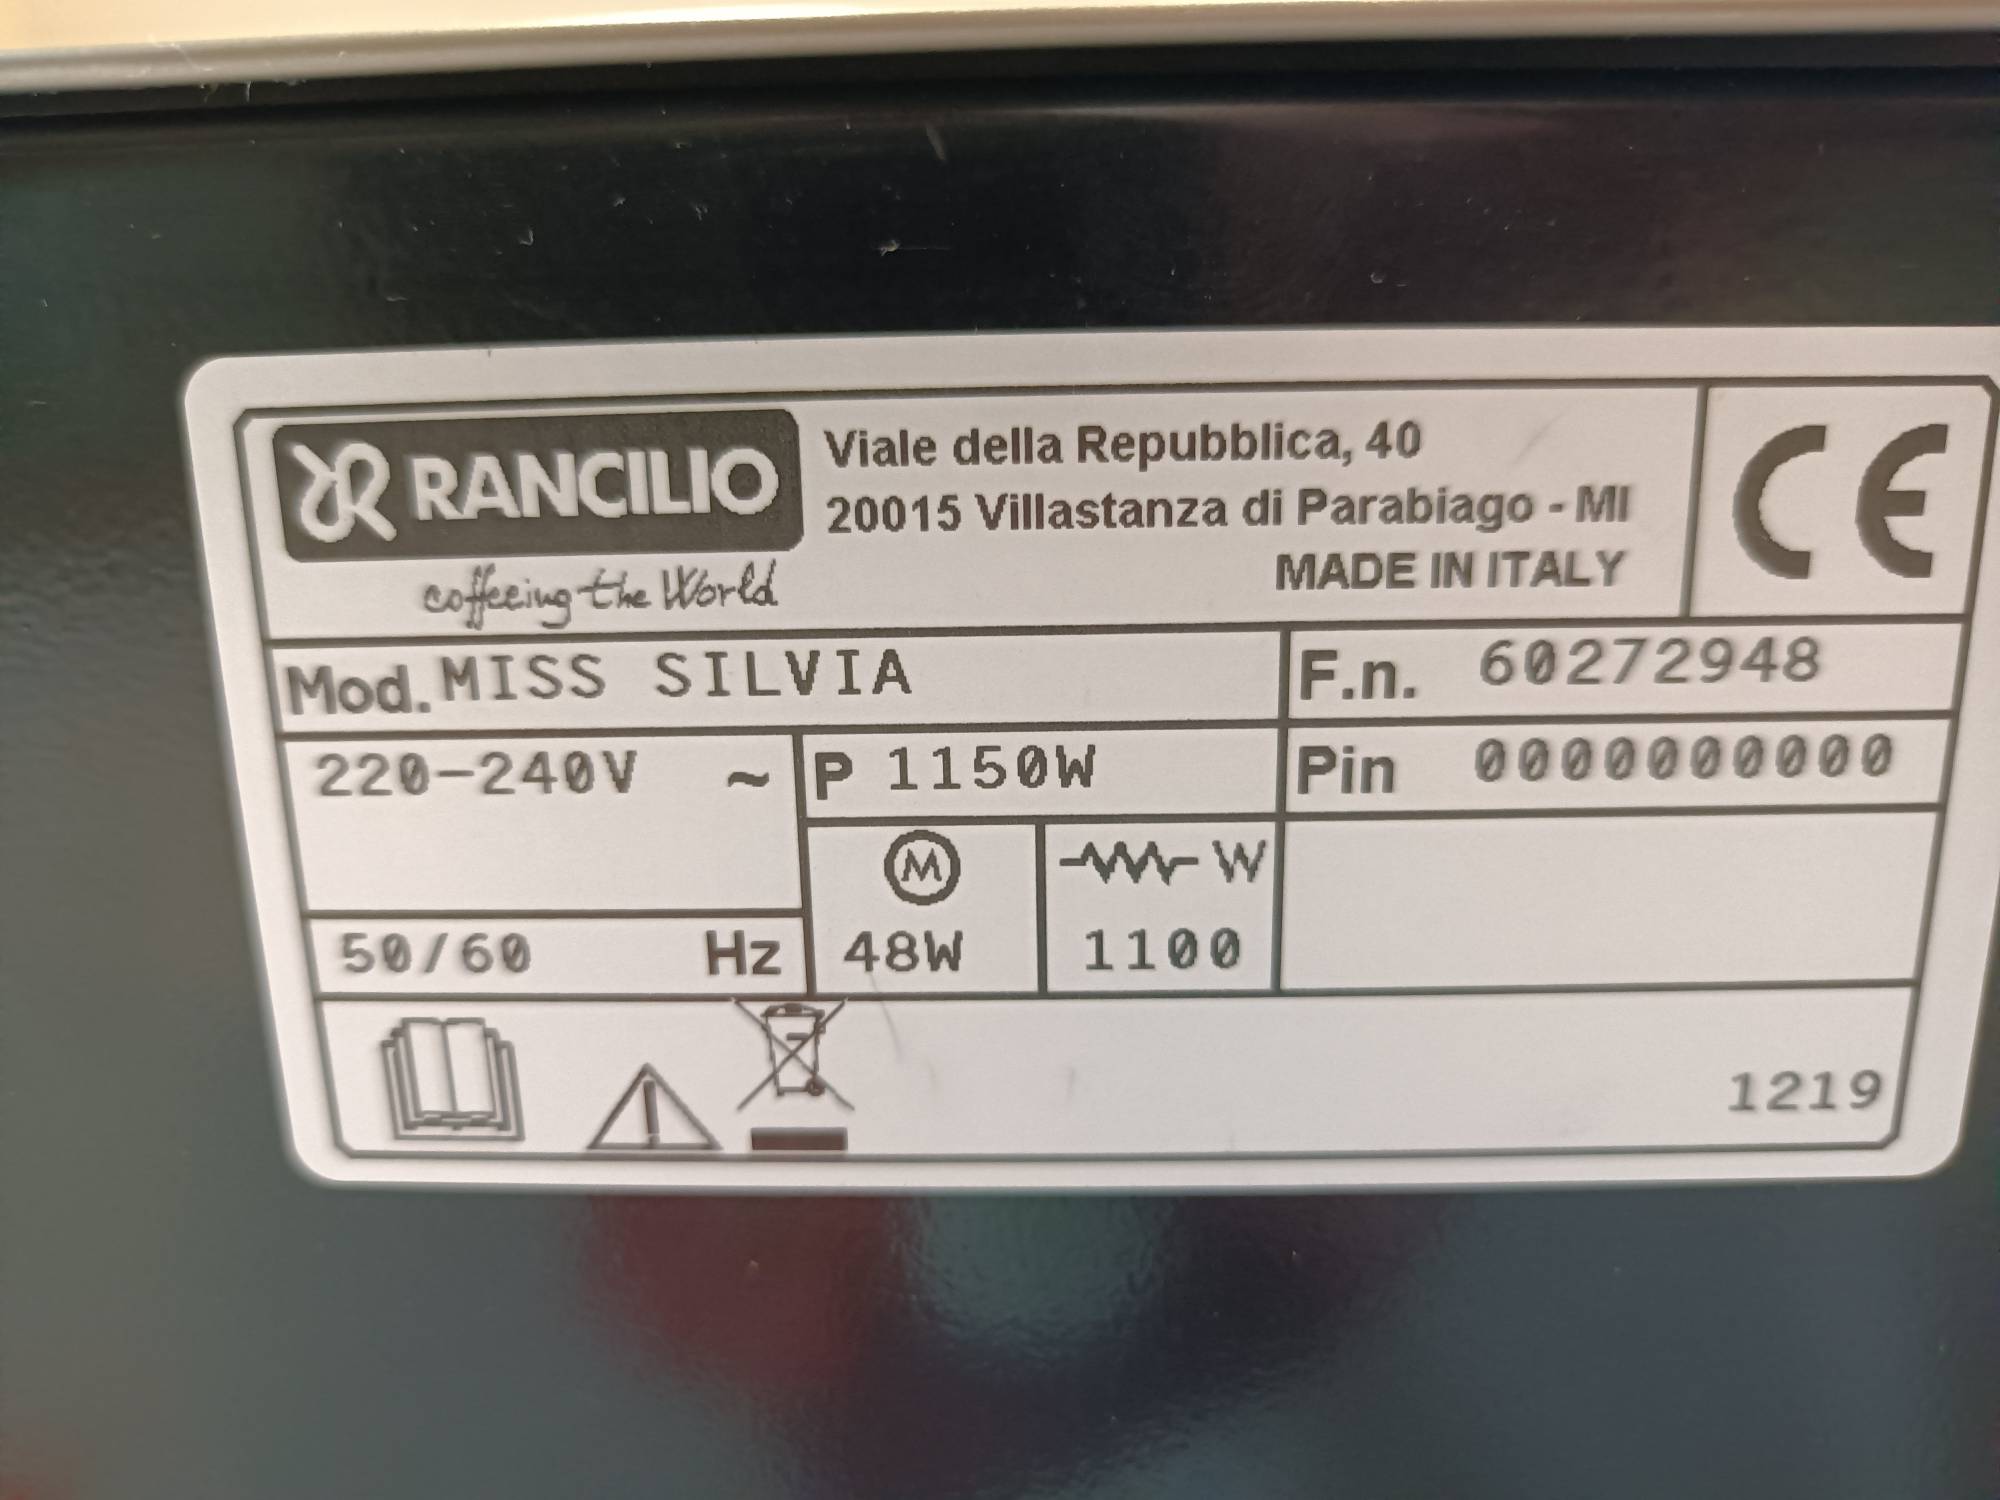 RANCILIO
coffeeing the World
Viale della Repubblica, 40
20015 Villastanza di Parabiago - MI
MADE IN ITALY
CE
Mod. MISS SILVIA
F.n. 60272948
220-240V ~
P 1150W
Pin 0000000000
M
W
50/60 Hz
48W
1100
1219